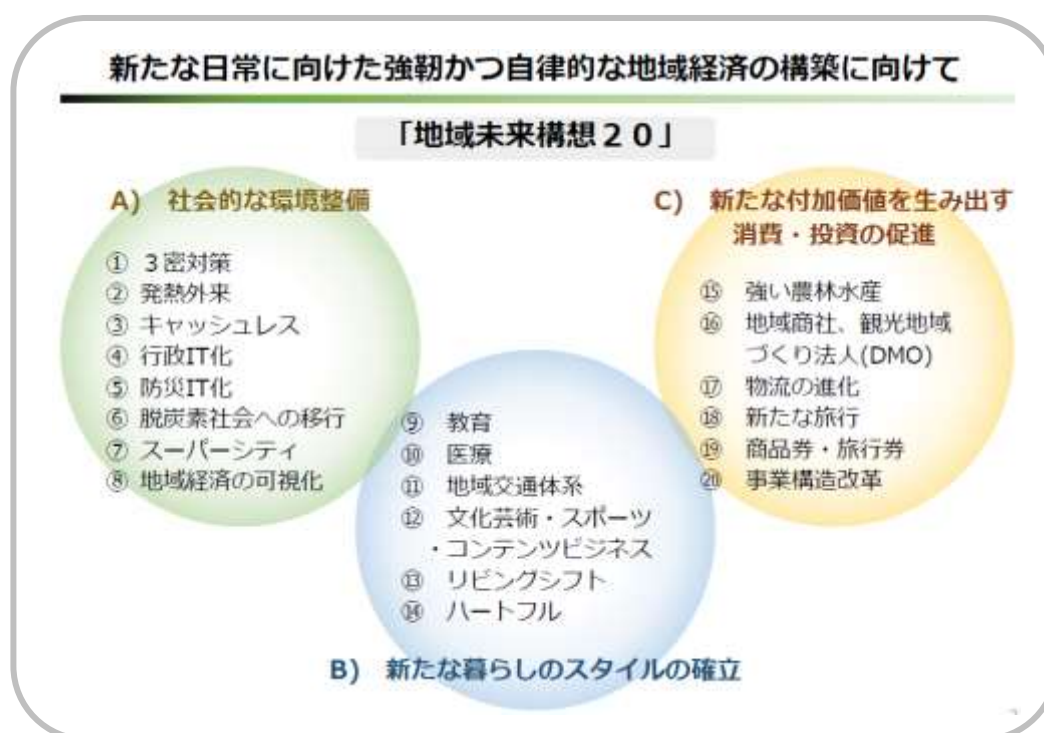 新たな日常に向けた強靭かつ自律的な地域経済の構築に向けて
「地域未来構想２０」
A) 社会的な環境整備
① ３密対策
② 発熱外来
③ キャッシュレス
④ 行政IT化
⑤ 防災IT化
⑥ 脱炭素社会への移行
⑦ スーパーシティ
⑧ 地域経済の可視化
⑨ 教育
⑩ 医療
⑪ 地域交通体系
⑫ 文化芸術・スポーツ
・コンテンツビジネス
⑬ リビングシフト
⑭ ハートフル
B) 新たな暮らしのスタイルの確立
C) 新たな付加価値を生み出す
消費・投資の促進
⑮ 強い農林水産
⑯ 地域商社、観光地域
づくり法人(DMO)
⑰ 物流の進化
⑱ 新たな旅行
⑲ 商品券・旅行券
⑳ 事業構造改革